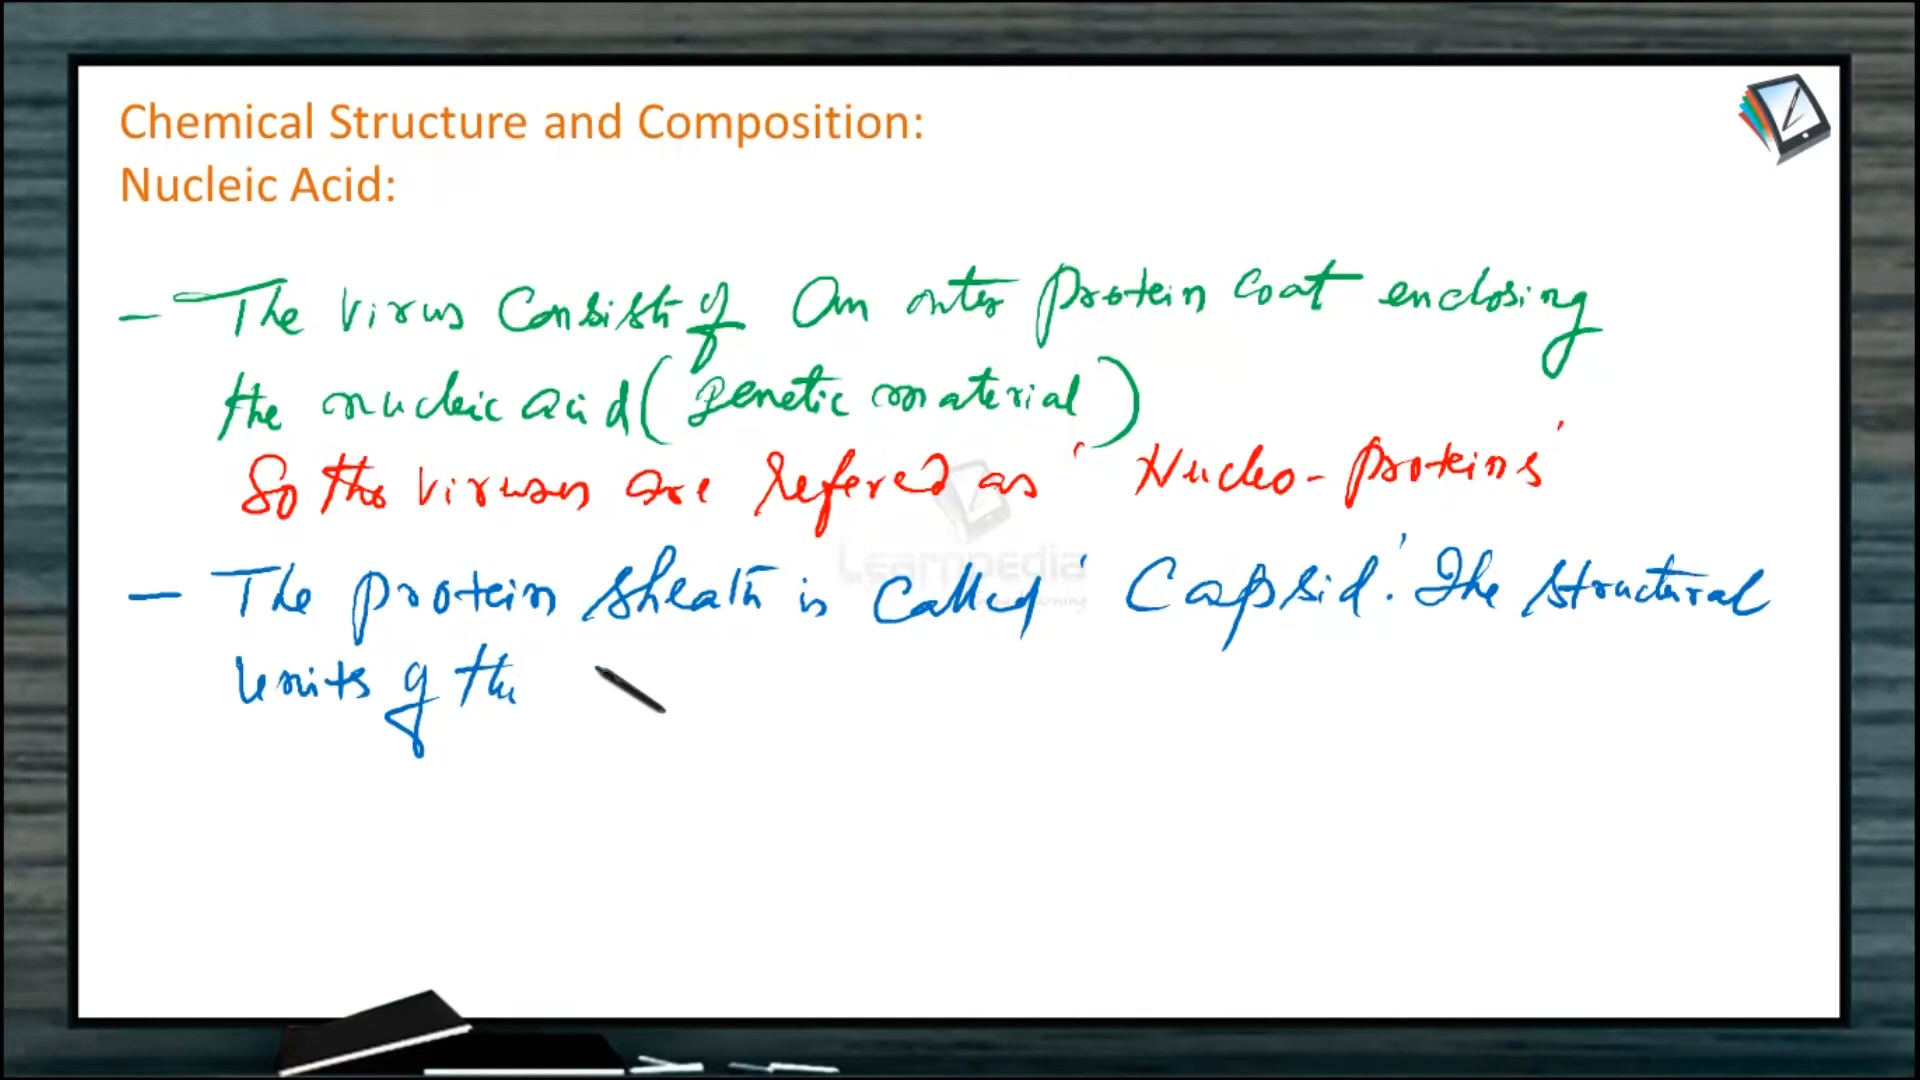 Chemical Structure and Composition:
Nucleic Acid:
- The virus consists of an outer protein coat enclosing
the nucleic acid (genetic material)
So the viruses are refered as 'Nucleo-proteins'
- The protein sheath is called 'Capsid'. The structural
units of the
Learnpedia